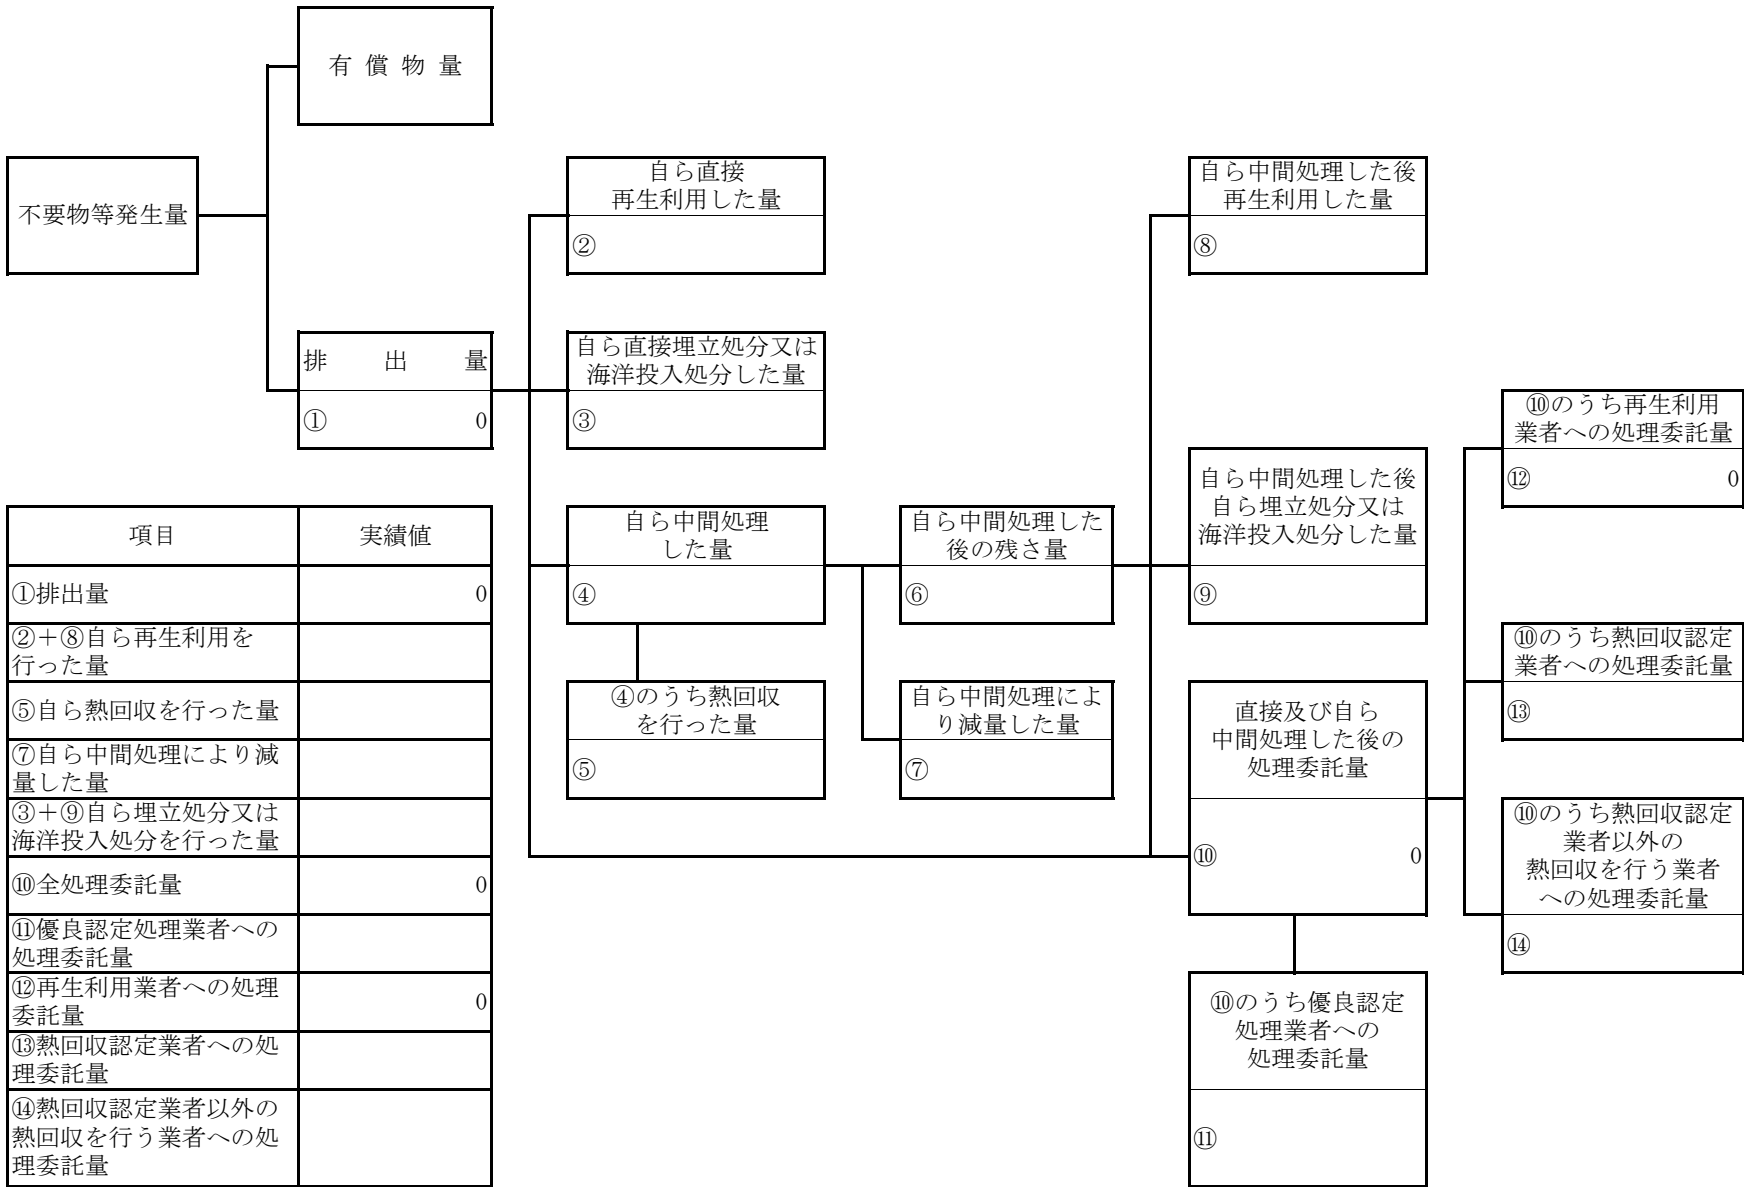 有償物量
不要物等発生量
自ら直接
再生利用した量
②
自ら中間処理した後
再生利用した量
⑧
排出量
① 0
自ら直接埋立処分又は
海洋投入処分した量
③
⑩のうち再生利用
業者への処理委託量
⑫ 0
自ら中間処理した後
自ら埋立処分又は
海洋投入処分した量
⑨
自ら中間処理
した量
④
自ら中間処理した
後の残さ量
⑥
④のうち熱回収
を行った量
⑤
自ら中間処理によ
り減量した量
⑦
直接及び自ら
中間処理した後の
処理委託量
⑩ 0
⑩のうち熱回収認定
業者への処理委託量
⑬
⑩のうち熱回収認定
業者以外の
熱回収を行う業者
への処理委託量
⑭
⑩のうち優良認定
処理業者への
処理委託量
⑪
項目 実績値
①排出量 0
②+⑧自ら再生利用を
行った量
⑤自ら熱回収を行った量
⑦自ら中間処理により減
量した量
③+⑨自ら埋立処分又は
海洋投入処分を行った量
⑩全処理委託量 0
⑪優良認定処理業者への
処理委託量
⑫再生利用業者への処理
委託量 0
⑬熱回収認定業者への処
理委託量
⑭熱回収認定業者以外の
熱回収を行う業者への処
理委託量